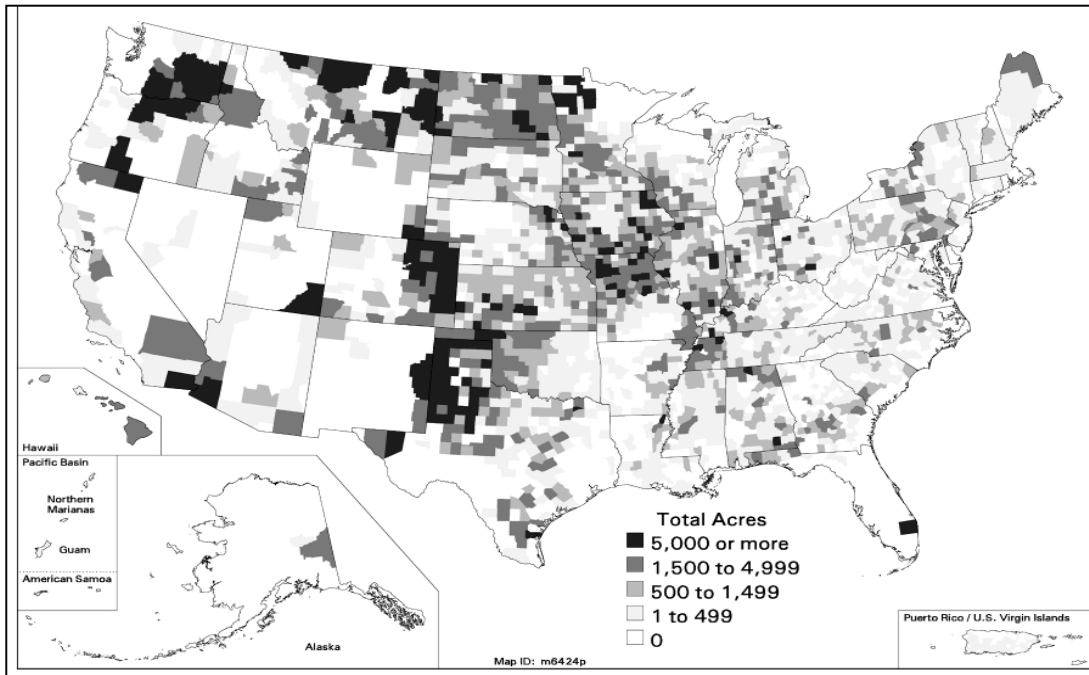 Hawaii
Pacific Basin
Northern
Marianas
Guam
American Samoa
Alaska
Total Acres
5,000 or more
1,500 to 4,999
500 to 1,499
1 to 499
0
Map ID: m6424p
Puerto Rico / U.S. Virgin Islands